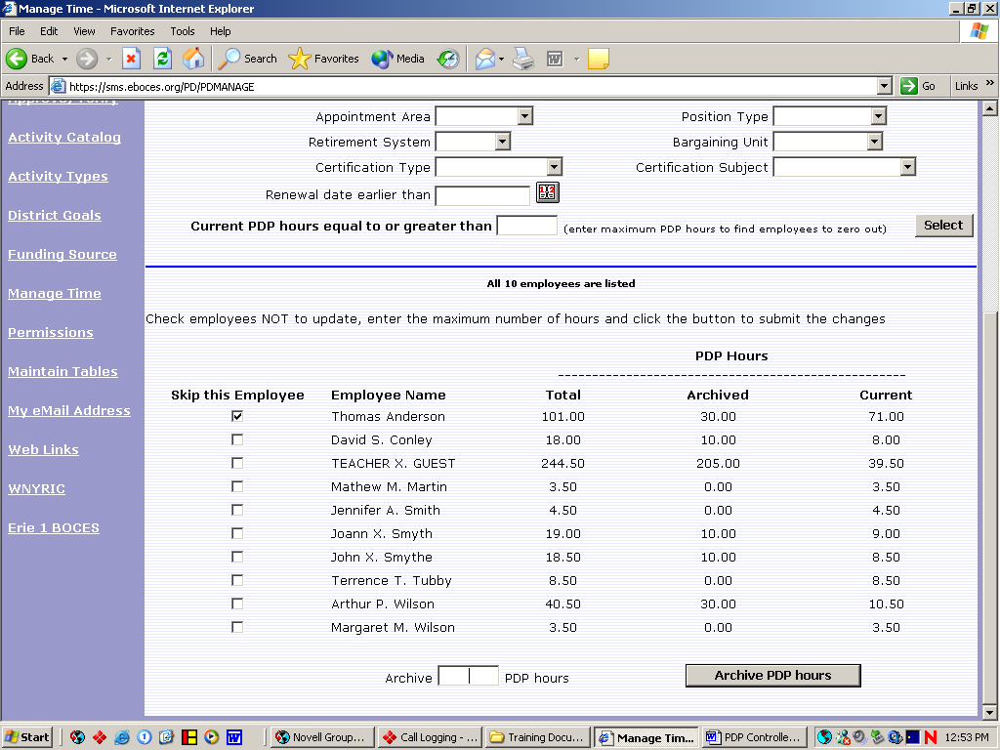 Manage Time - Microsoft Internet Explorer
File Edit View Favorites Tools Help
Back Search Favorites Media
Address https://sms.eboces.org/PD/PDMANAGE Go Links »
Approve/Verify
Activity Catalog
Activity Types
District Goals
Funding Source
Manage Time
Permissions
Maintain Tables
My eMail Address
Web Links
WNYRIC
Erie 1 BOCES
Appointment Area Position Type
Retirement System Bargaining Unit
Certification Type Certification Subject
Renewal date earlier than
Current PDP hours equal to or greater than (enter maximum PDP hours to find employees to zero out) Select
All 10 employees are listed
Check employees NOT to update, enter the maximum number of hours and click the button to submit the changes
PDP Hours
Skip this Employee Employee Name Total Archived Current
Thomas Anderson 101.00 30.00 71.00
David S. Conley 18.00 10.00 8.00
TEACHER X. GUEST 244.50 205.00 39.50
Mathew M. Martin 3.50 0.00 3.50
Jennifer A. Smith 4.50 0.00 4.50
Joann X. Smyth 19.00 10.00 9.00
John X. Smythe 18.50 10.00 8.50
Terrence T. Tubby 8.50 0.00 8.50
Arthur P. Wilson 40.50 30.00 10.50
Margaret M. Wilson 3.50 0.00 3.50
Archive PDP hours Archive PDP hours
Start Novell Group... Call Logging - ... Training Docu... Manage Tim... PDP Controlle... 12:53 PM